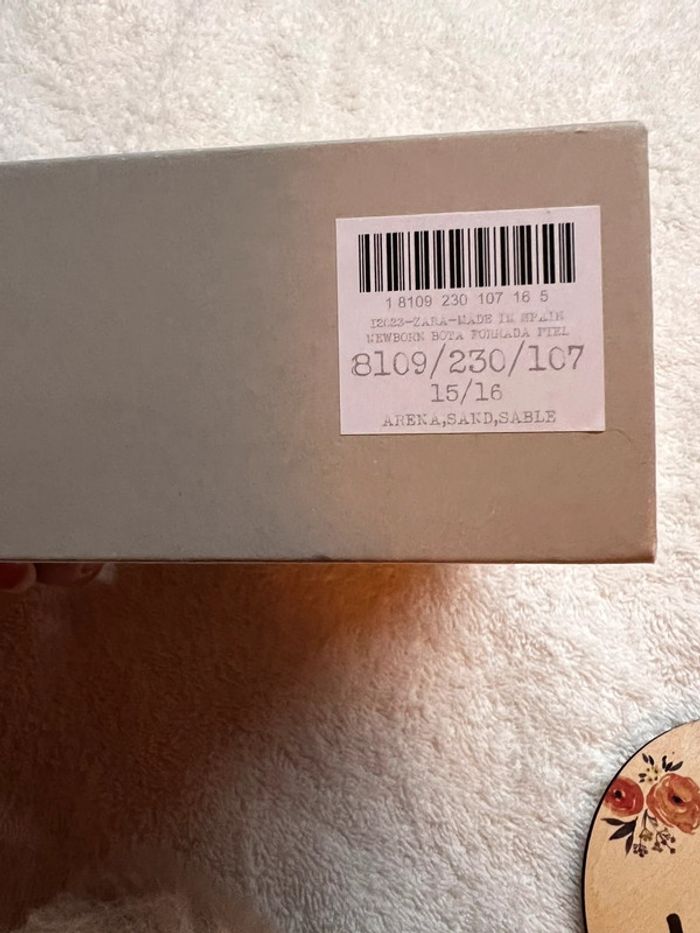 1 8109 230 107 16 5
I2023-ZARA-MADE IN SPAIN
NEWBORN BOTA FORRADA PIEL
8109/230/107
15/16
ARENA,SAND,SABLE